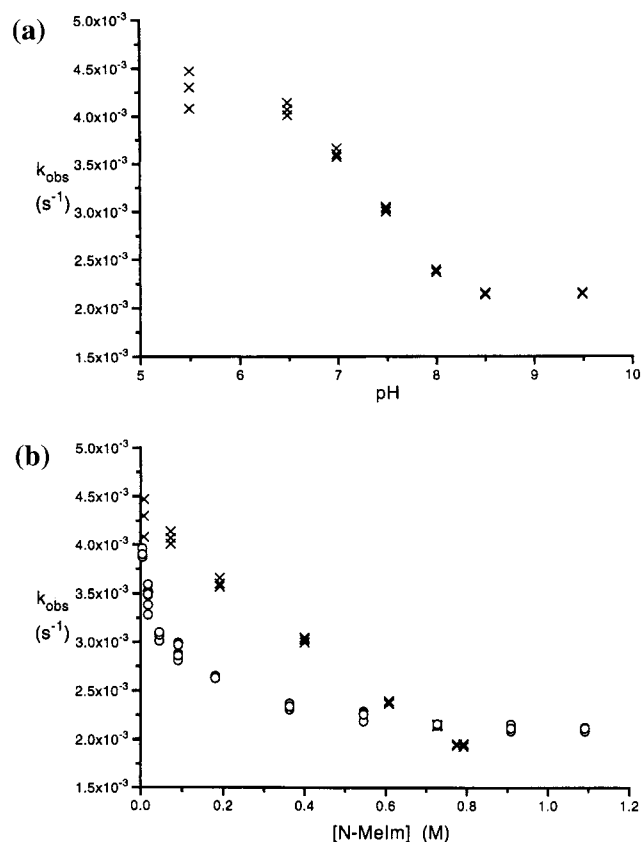 (a)
5.0x10⁻³
4.5x10⁻³
4.0x10⁻³
3.5x10⁻³
3.0x10⁻³
2.5x10⁻³
2.0x10⁻³
1.5x10⁻³
k_obs
(s⁻¹)
5 6 7 8 9 10
pH
(b)
5.0x10⁻³
4.5x10⁻³
4.0x10⁻³
3.5x10⁻³
3.0x10⁻³
2.5x10⁻³
2.0x10⁻³
1.5x10⁻³
k_obs
(s⁻¹)
0.0 0.2 0.4 0.6 0.8 1.0 1.2
[N-MeIm] (M)